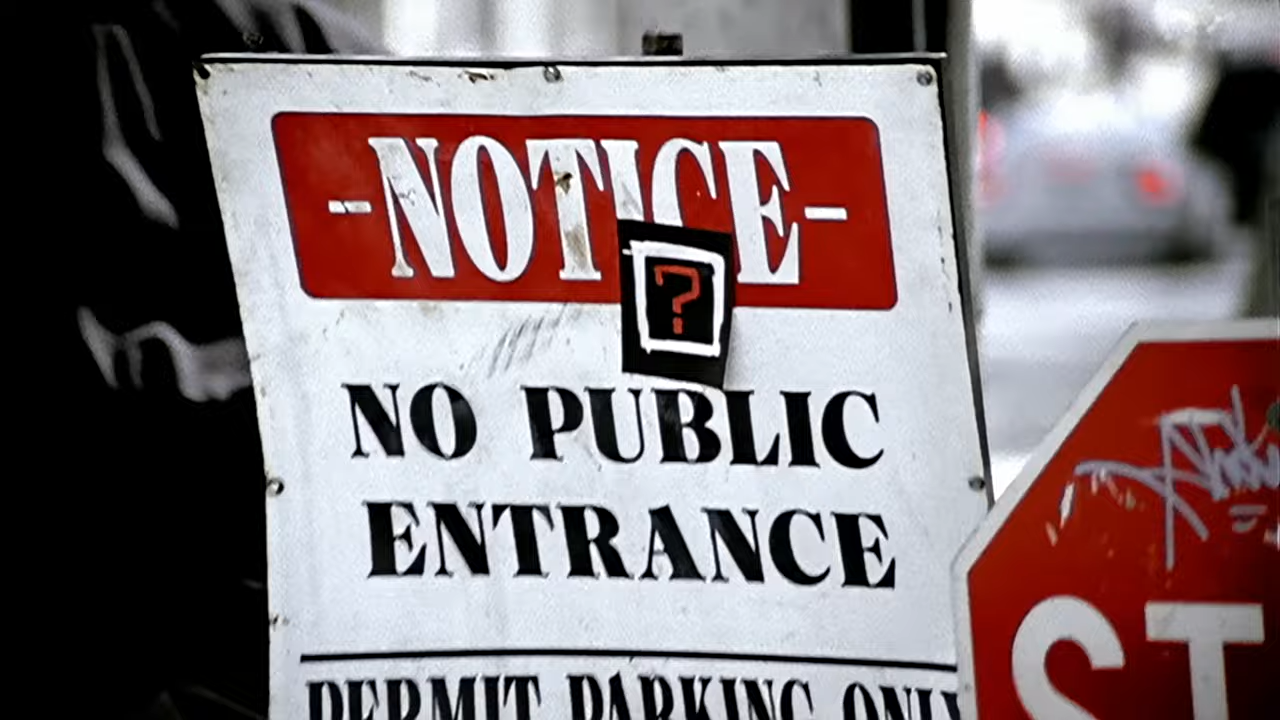 -NOTICE-
?
NO PUBLIC
ENTRANCE
PERMIT PARKING ONLY
ST